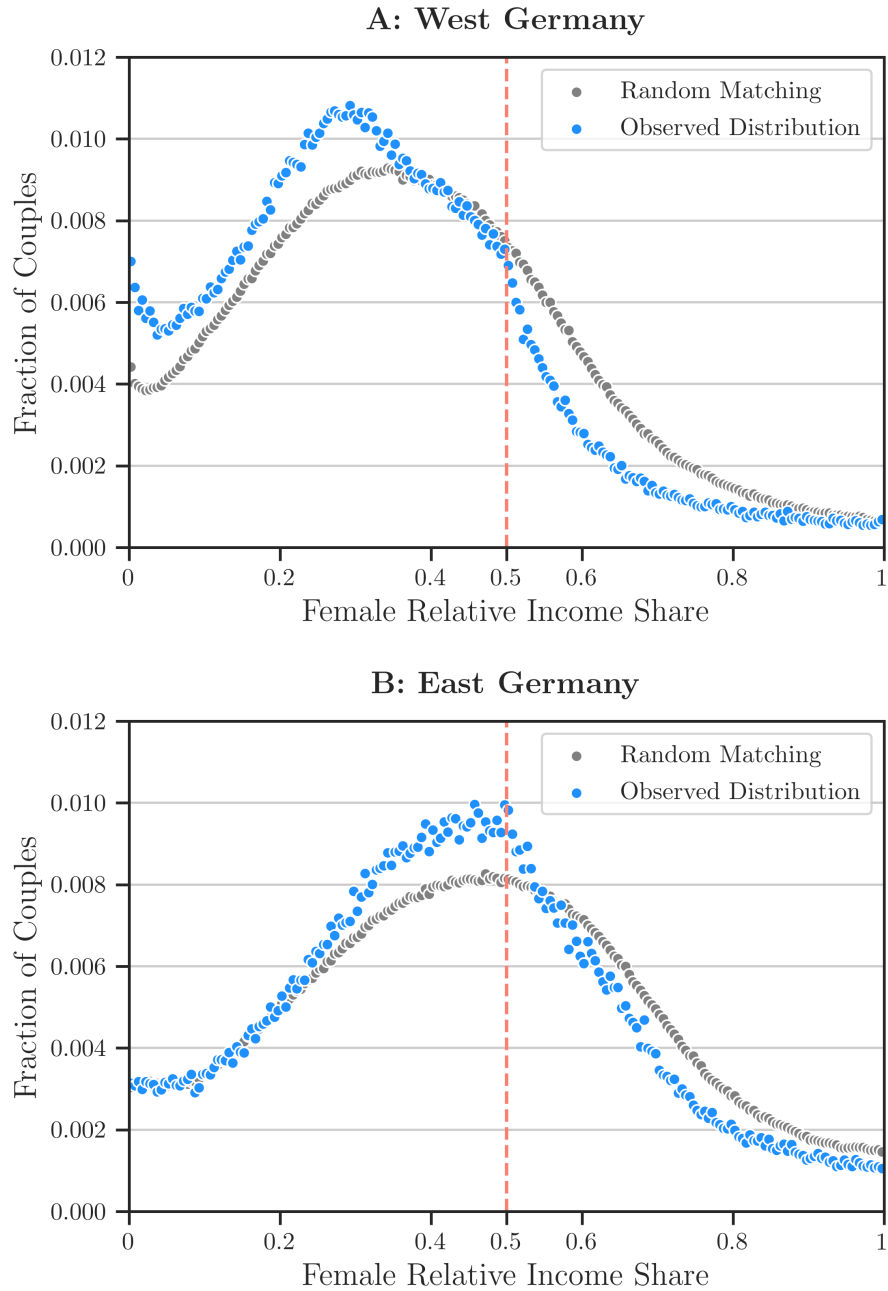 A: West Germany
Random Matching
Observed Distribution
Fraction of Couples
0.012
0.010
0.008
0.006
0.004
0.002
0.000
0 0.2 0.4 0.5 0.6 0.8 1
Female Relative Income Share
B: East Germany
Random Matching
Observed Distribution
Fraction of Couples
0.012
0.010
0.008
0.006
0.004
0.002
0.000
0 0.2 0.4 0.5 0.6 0.8 1
Female Relative Income Share